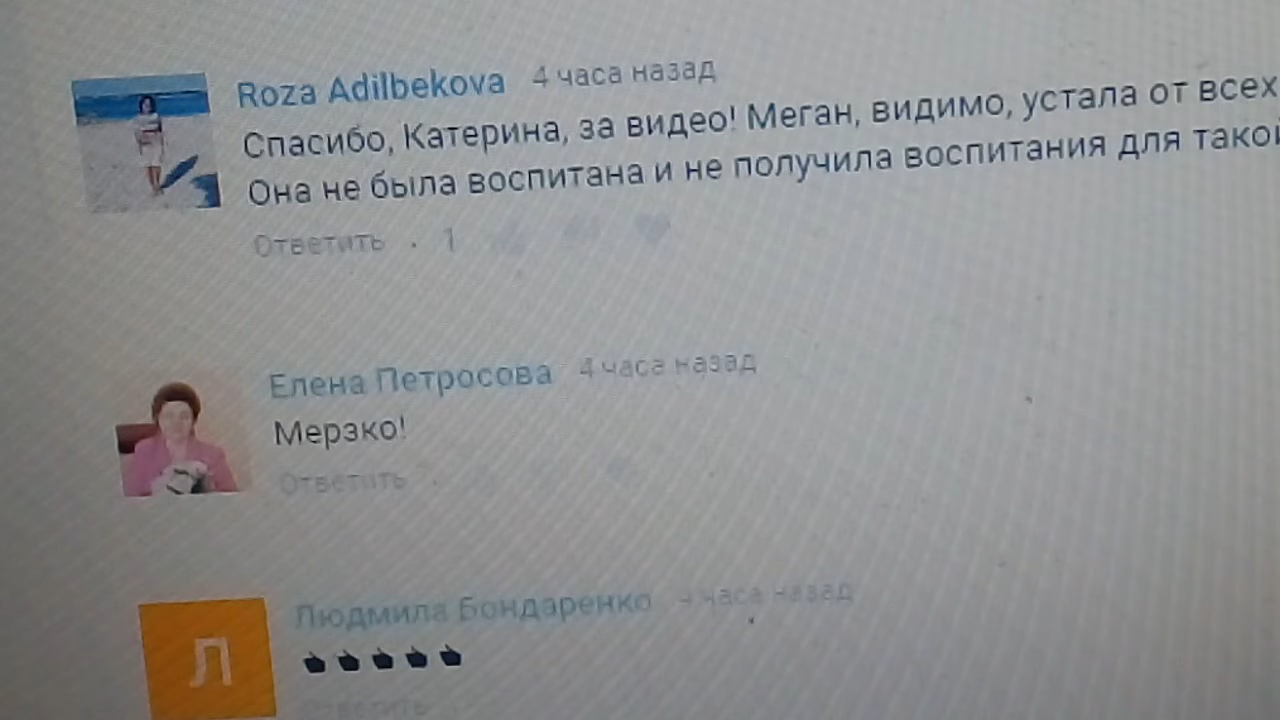 Roza Adilbekova 4 часа назад
Спасибо, Катерина, за видео! Меган, видимо, устала от всех
Она не была воспитана и не получила воспитания для такой
Ответить · 1
Елена Петросова 4 часа назад
Мерзко!
Ответить ·
Людмила Бондаренко 4 часа назад
Л
Ответить